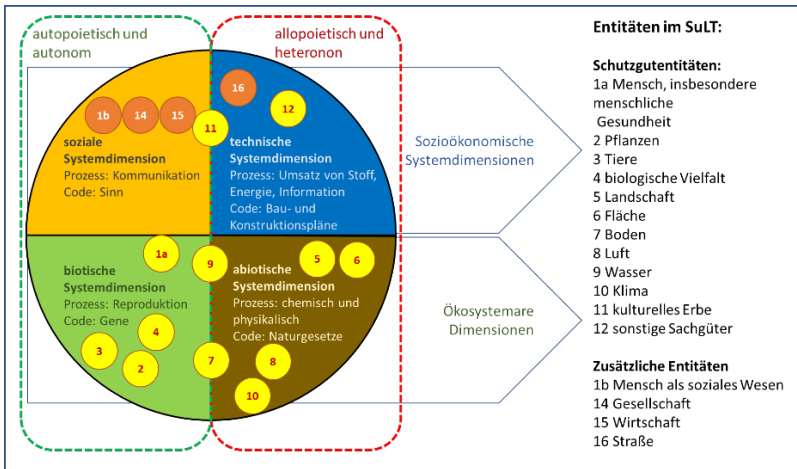 autopoietisch und
autonom
allopoietisch und
heteronon
16
12
1b
14
15
11
soziale
Systemdimension
Prozess: Kommunikation
Code: Sinn
technische
Systemdimension
Prozess: Umsatz von Stoff,
Energie, Information
Code: Bau- und
Konstruktionspläne
Sozioökonomische
Systemdimensionen
1a
9
5
6
biotische
Systemdimension
Prozess: Reproduktion
Code: Gene
abiotische
Systemdimension
Prozess: chemisch und
physikalisch
Code: Naturgesetze
Ökosystemare
Dimensionen
4
3
2
7
8
10
Entitäten im SuLT:
Schutzgutentitäten:
1a Mensch, insbesondere
menschliche
Gesundheit
2 Pflanzen
3 Tiere
4 biologische Vielfalt
5 Landschaft
6 Fläche
7 Boden
8 Luft
9 Wasser
10 Klima
11 kulturelles Erbe
12 sonstige Sachgüter
Zusätzliche Entitäten
1b Mensch als soziales Wesen
14 Gesellschaft
15 Wirtschaft
16 Straße